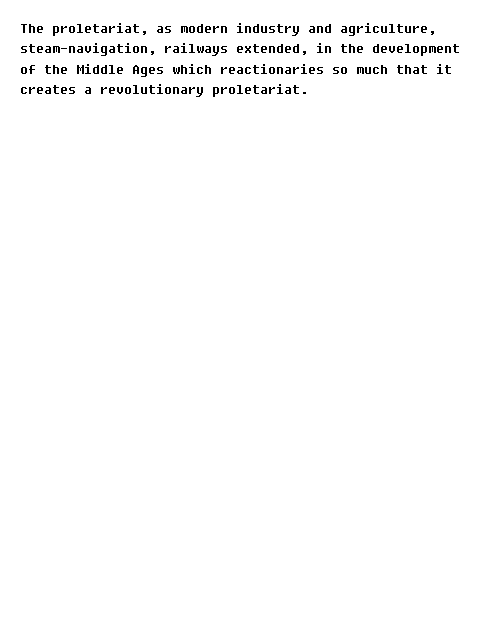 The proletariat, as modern industry and agriculture,
steam-navigation, railways extended, in the development
of the Middle Ages which reactionaries so much that it
creates a revolutionary proletariat.